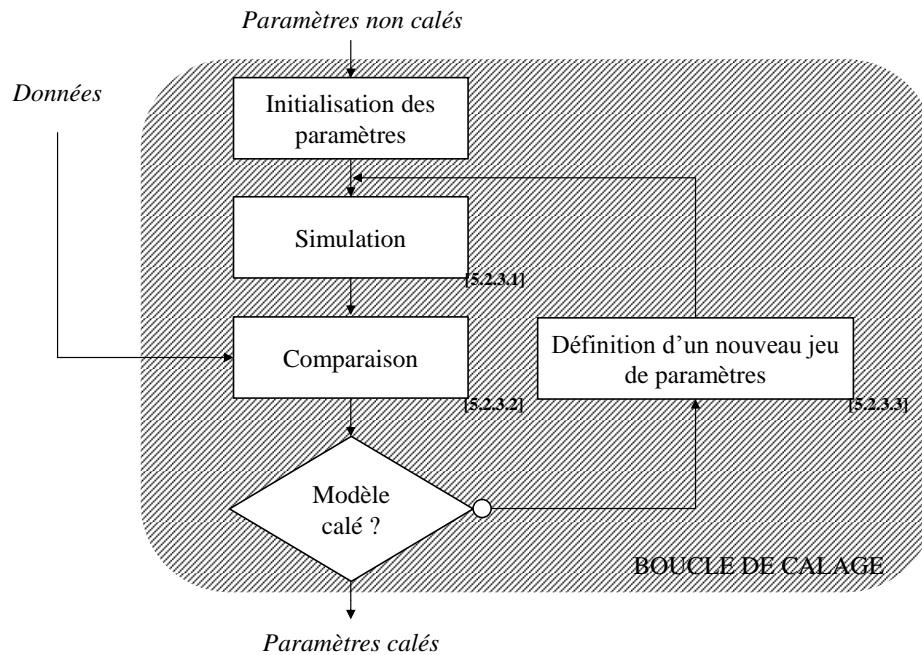 Paramètres non calés
Données
Initialisation des
paramètres
Simulation
[5.2.3.1]
Comparaison
[5.2.3.2]
Définition d'un nouveau jeu
de paramètres
[5.2.3.3]
Modèle
calé ?
BOUCLE DE CALAGE
Paramètres calés